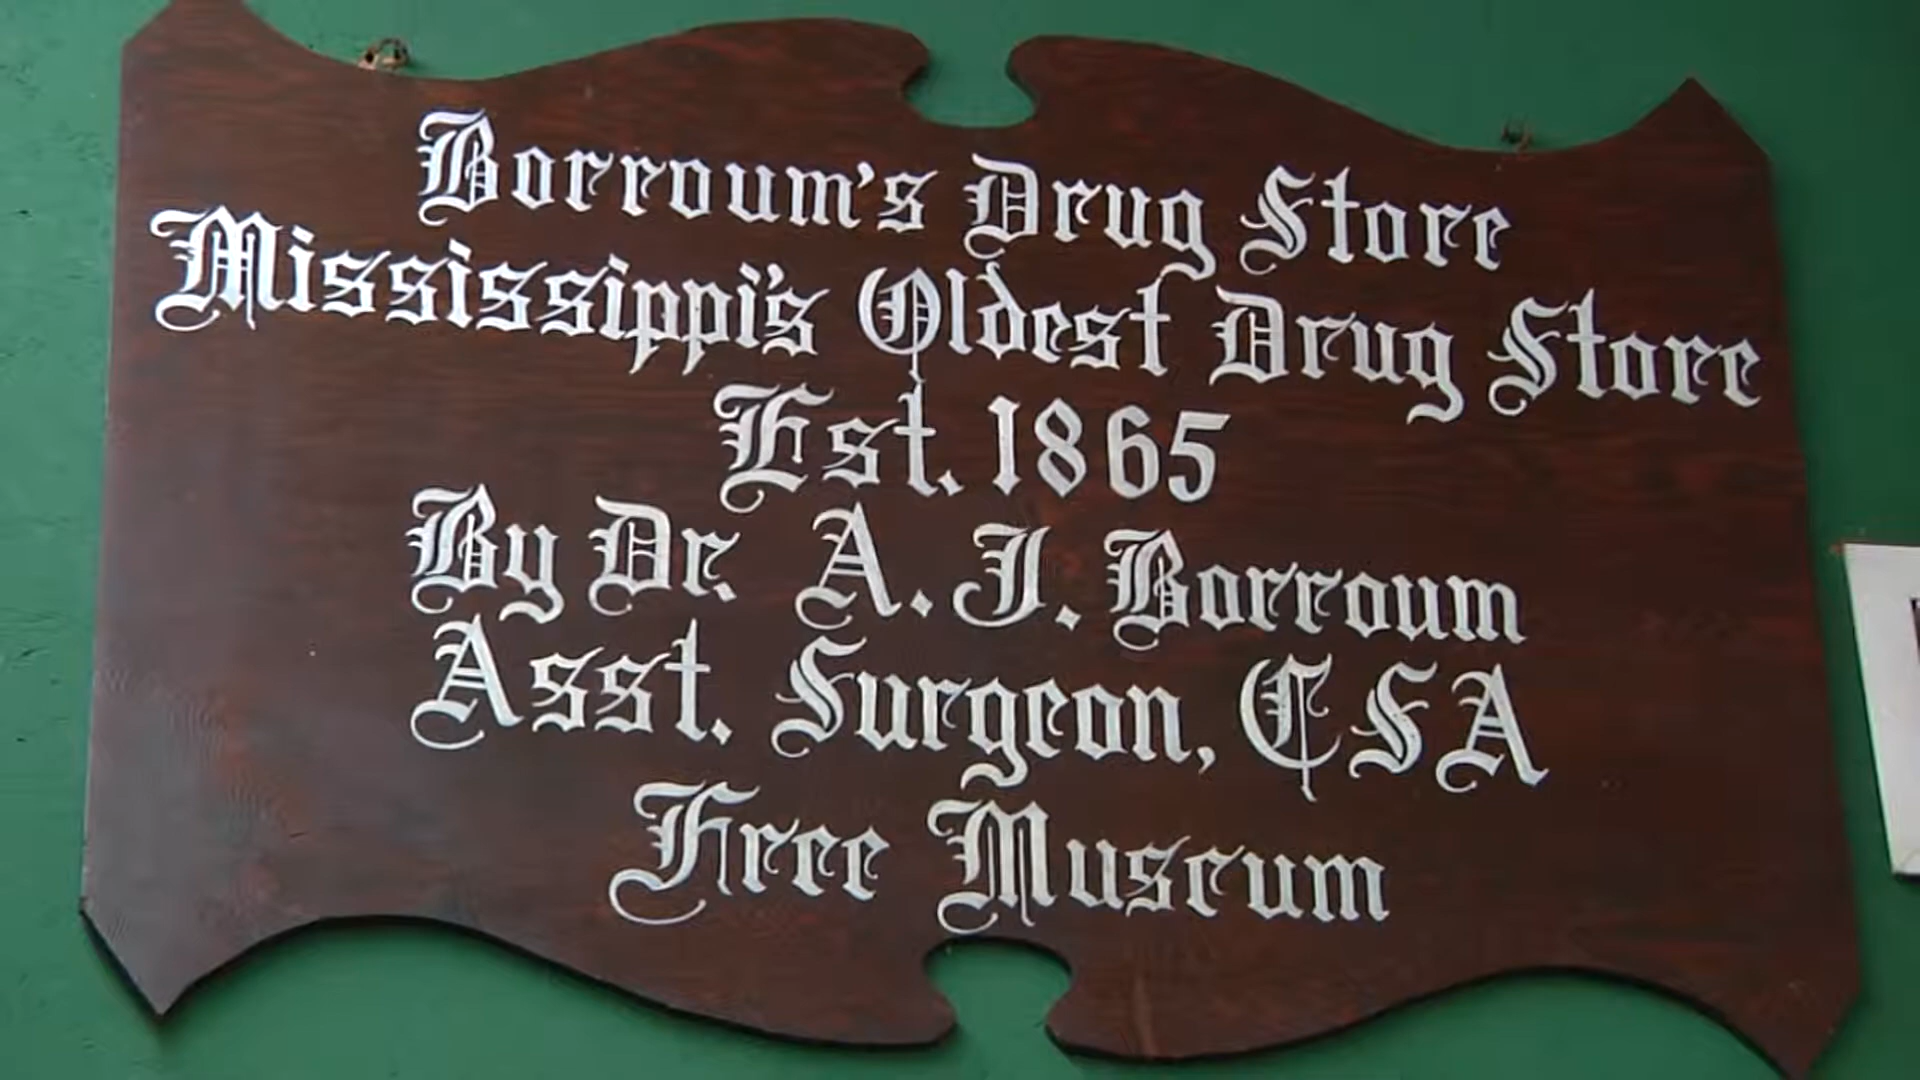 Borroum's Drug Store
Mississippi's Oldest Drug Store
Est. 1865
By Dr. A. J. Borroum
Asst. Surgeon, CSA
Free Museum